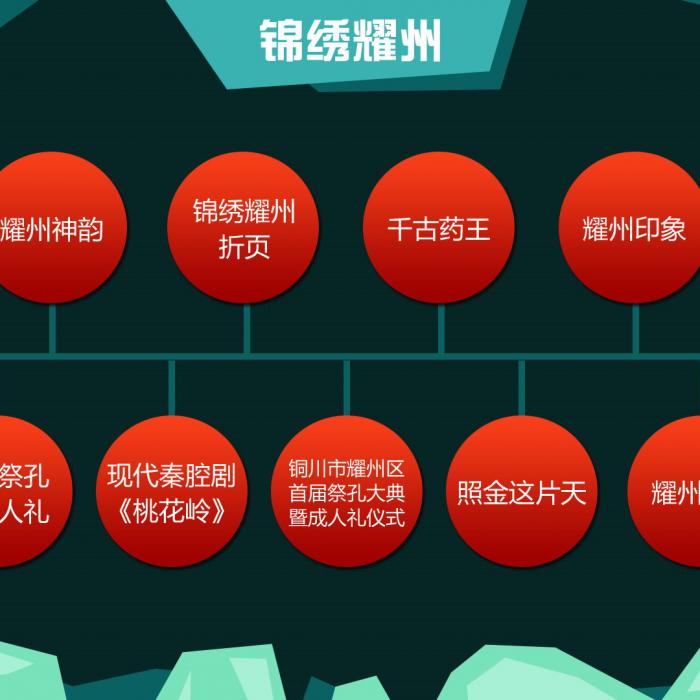 锦绣耀州
耀州神韵
锦绣耀州
折页
千古药王
耀州印象
祭孔
人礼
现代秦腔剧
《桃花岭》
铜川市耀州区
首届祭孔大典
暨成人礼仪式
照金这片天
耀州